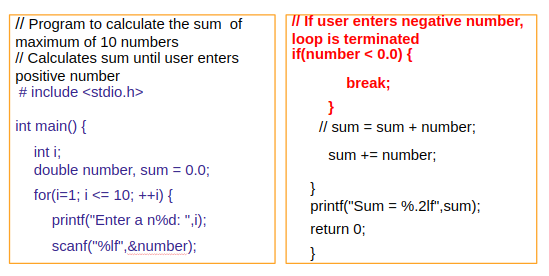 // Program to calculate the sum  of
maximum of 10 numbers
// Calculates sum until user enters
positive number
# include <stdio.h>
int main() {
int i;
double number, sum = 0.0;
for(i=1; i <= 10; ++i) {
printf("Enter a n%d: ",i);
scanf("%lf",&number);
// If user enters negative number,
loop is terminated
if(number < 0.0) {
break;
}
// sum = sum + number;
sum += number;
}
printf("Sum = %.2lf",sum);
return 0;
}